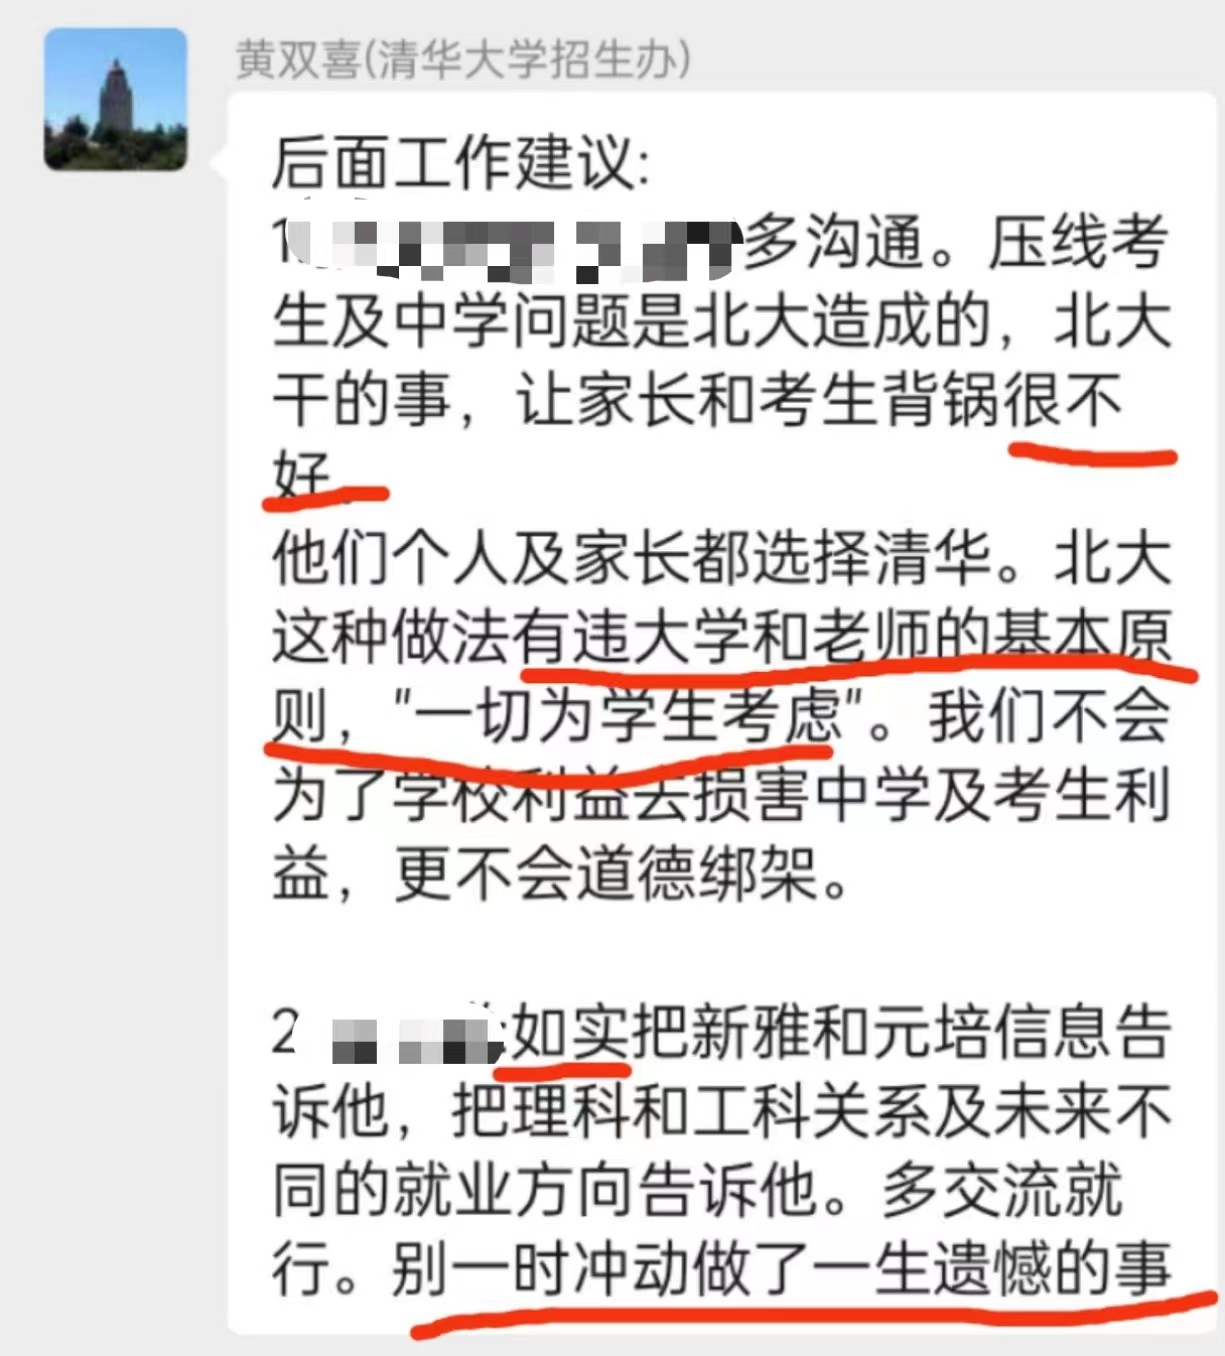 黄双喜(清华大学招生办)
后面工作建议:
1 多沟通。压线考
生及中学问题是北大造成的，北大
干的事，让家长和考生背锅很不
好。
他们个人及家长都选择清华。北大
这种做法有违大学和老师的基本原
则，"一切为学生考虑"。我们不会
为了学校利益去损害中学及考生利
益，更不会道德绑架。
2 如实把新雅和元培信息告
诉他，把理科和工科关系及未来不
同的就业方向告诉他。多交流就
行。别一时冲动做了一生遗憾的事